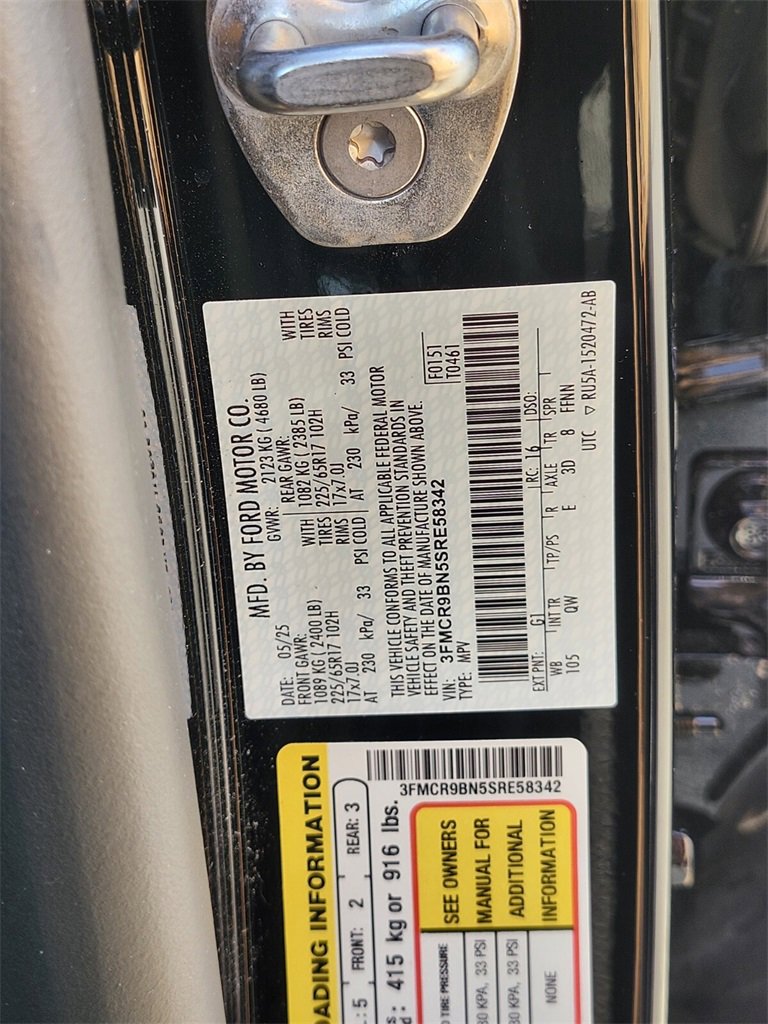 MFD. BY FORD MOTOR CO.
DATE: 05/25 GVWR: 2123 KG ( 4680 LB)
FRONT GAWR: REAR GAWR:
1089 KG (2400 LB) WITH 1082 KG ( 2385 LB) WITH
225/65R17 102H TIRES 225/65R17 102H TIRES
17x7.0J RIMS 17x7.0J RIMS
AT 230 kPa/ 33 PSI COLD AT 230 kPa/ 33 PSI COLD
THIS VEHICLE CONFORMS TO ALL APPLICABLE FEDERAL MOTOR
VEHICLE SAFETY AND THEFT PREVENTION STANDARDS IN
EFFECT ON THE DATE OF MANUFACTURE SHOWN ABOVE.
VIN: 3FMCR9BN5SRE58342 F0151
TYPE: MPV T0461
EXT PNT: G1 RC: 16 DSO:
WB INT TR TP/PS R AXLE TR SPR
105 QW E 3D 8 FFNN
UTC ▽ RU5A-1520472-AB
ADING INFORMATION
: 5 FRONT: 2 REAR: 3
415 kg or 916 lbs.
3FMCR9BN5SRE58342
TIRE PRESSURE
KPA, 33 PSI
KPA, 33 PSI
NONE
SEE OWNERS
MANUAL FOR
ADDITIONAL
INFORMATION